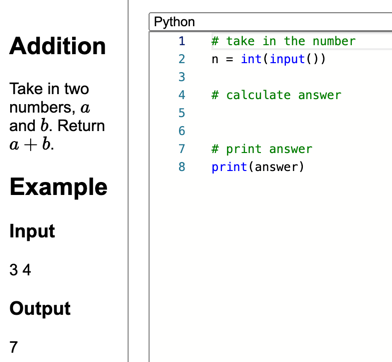 Addition
Take in two
numbers, a
and b. Return
a + b.
Example
Input
3 4
Output
7
Python
1 # take in the number
2 n = int(input())
3
4 # calculate answer
5
6
7 # print answer
8 print(answer)